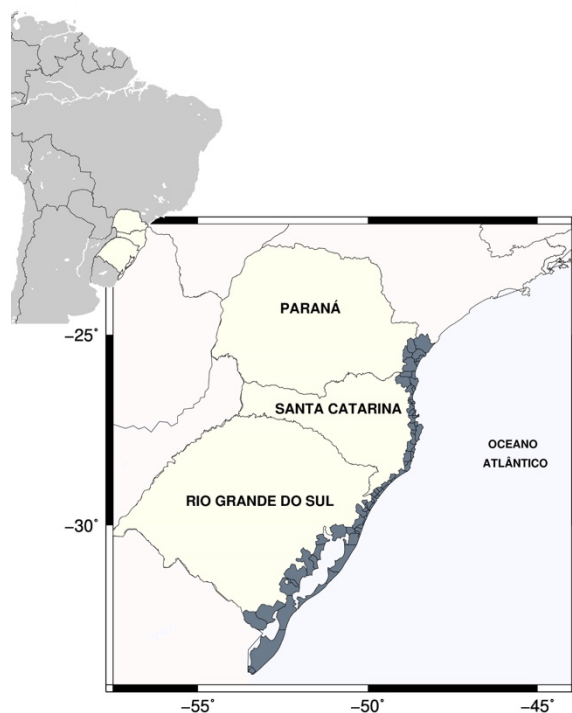 −25°
PARANÁ
SANTA CATARINA
OCEANO
ATLÂNTICO
RIO GRANDE DO SUL
−30°
−55°
−50°
−45°